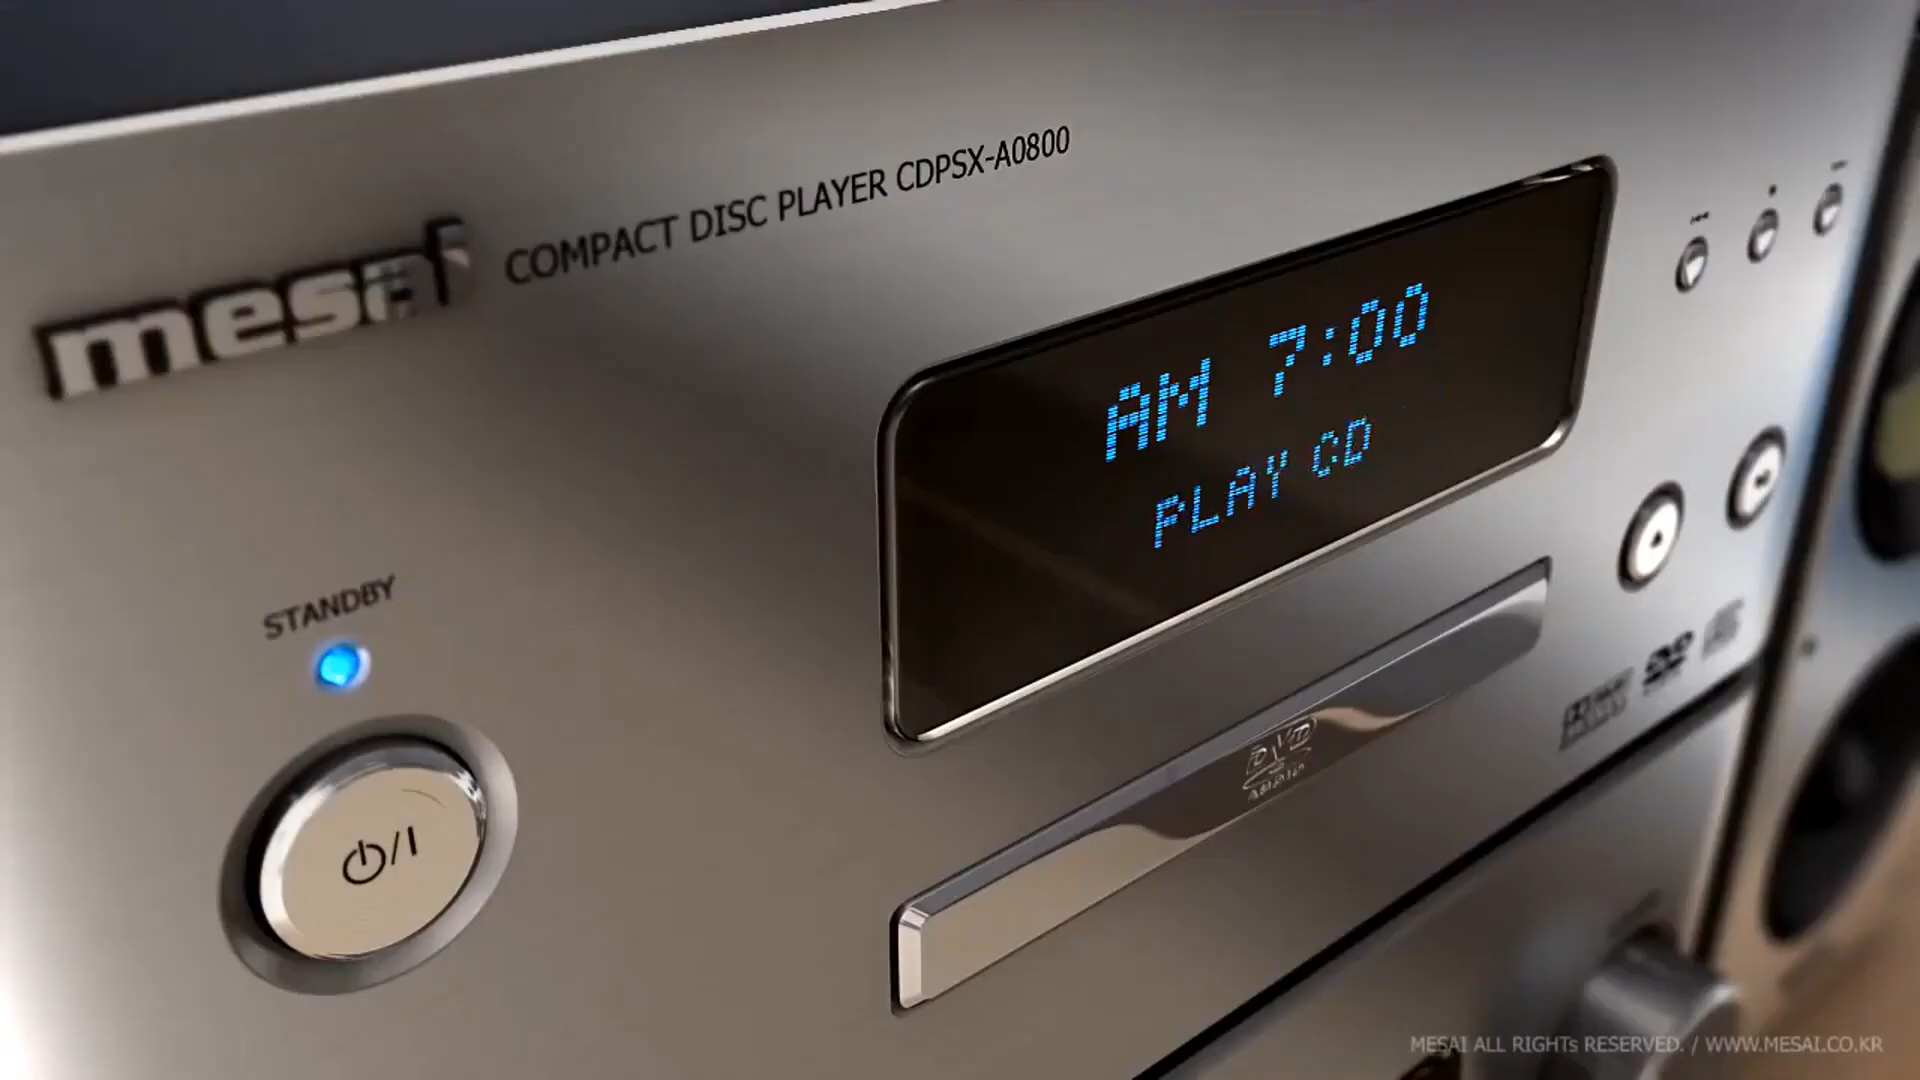 mesai
COMPACT DISC PLAYER CDPSX-A0800
AM 7:00
PLAY CD
STANDBY
DVD
MESAI ALL RIGHTs RESERVED. / WWW.MESAI.CO.KR